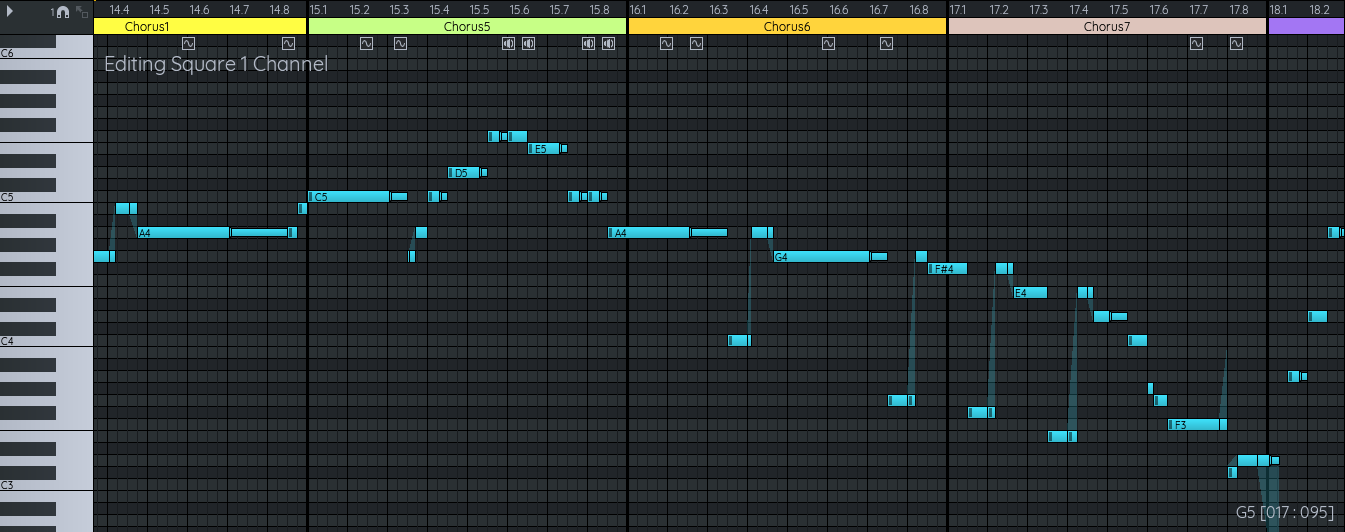 1 14.4 14.5 14.6 14.7 14.8 15.1 15.2 15.3 15.4 15.5 15.6 15.7 15.8 16.1 16.2 16.3 16.4 16.5 16.6 16.7 16.8 17.1 17.2 17.3 17.4 17.5 17.6 17.7 17.8 18.1 18.2
Chorus1 Chorus5 Chorus6 Chorus7
C6
Editing Square 1 Channel
E5
D5
C5 C5
A4 A4
G4
F#4
E4
C4
F3
C3
G5 [017 : 095]